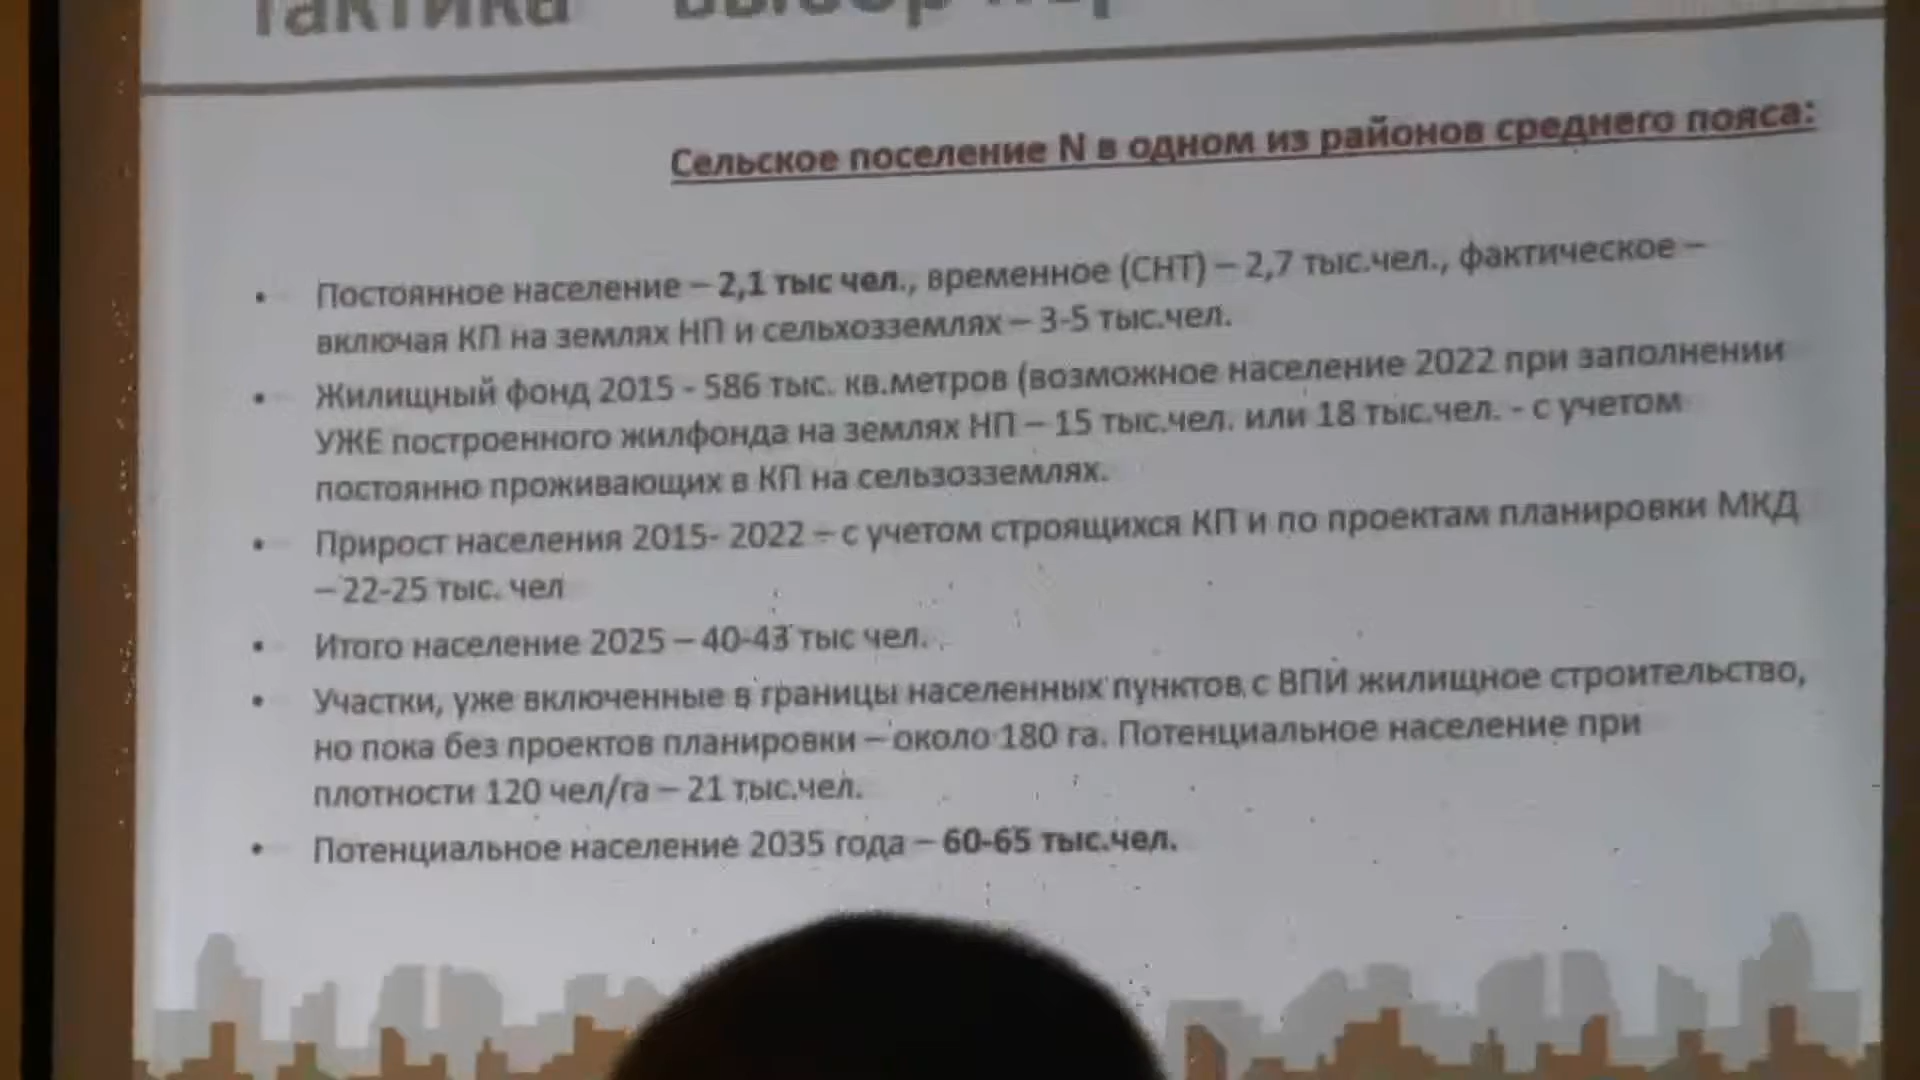 Тактика выбор
Сельское поселение N в одном из районов среднего пояса:
• Постоянное население – 2,1 тыс чел., временное (СНТ) – 2,7 тыс.чел., фактическое –
включая КП на землях НП и сельхозземлях – 3-5 тыс.чел.
• Жилищный фонд 2015 - 586 тыс. кв.метров (возможное население 2022 при заполнении
УЖЕ построенного жилфонда на землях НП – 15 тыс.чел. или 18 тыс.чел. - с учетом
постоянно проживающих в КП на сельзозземлях.
• Прирост населения 2015- 2022 – с учетом строящихся КП и по проектам планировки МКД
– 22-25 тыс. чел
• Итого население 2025 – 40-43 тыс чел.
• Участки, уже включенные в границы населенных пунктов с ВПИ жилищное строительство,
но пока без проектов планировки – около 180 га. Потенциальное население при
плотности 120 чел/га – 21 тыс.чел.
• Потенциальное население 2035 года – 60-65 тыс.чел.